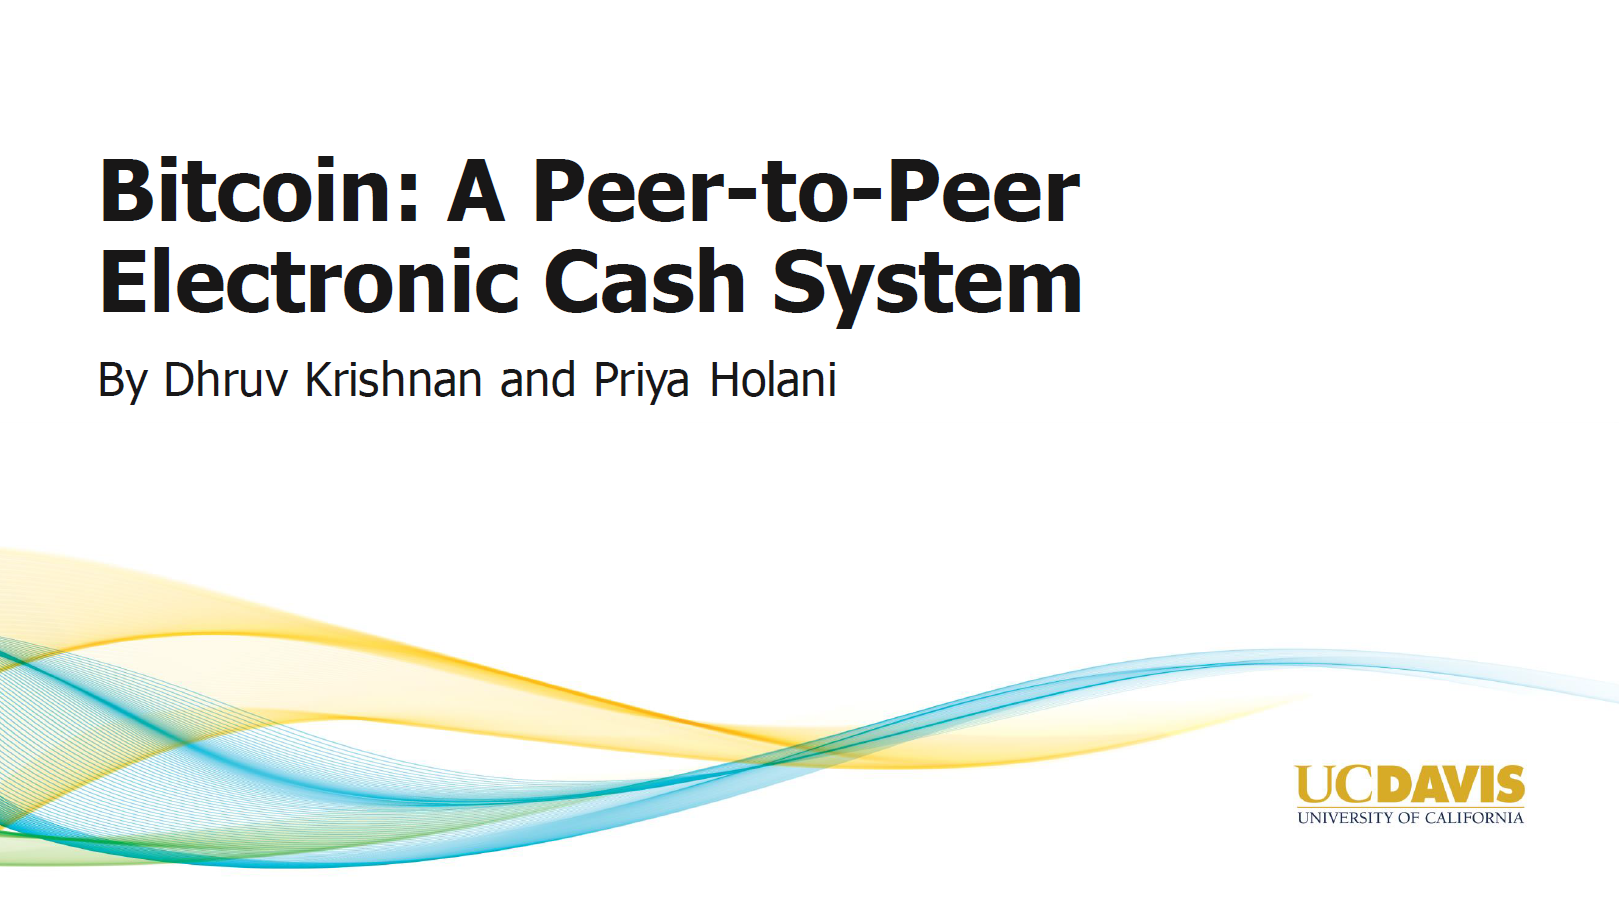 Bitcoin: A Peer-to-Peer
Electronic Cash System
By Dhruv Krishnan and Priya Holani
UCDAVIS
UNIVERSITY OF CALIFORNIA